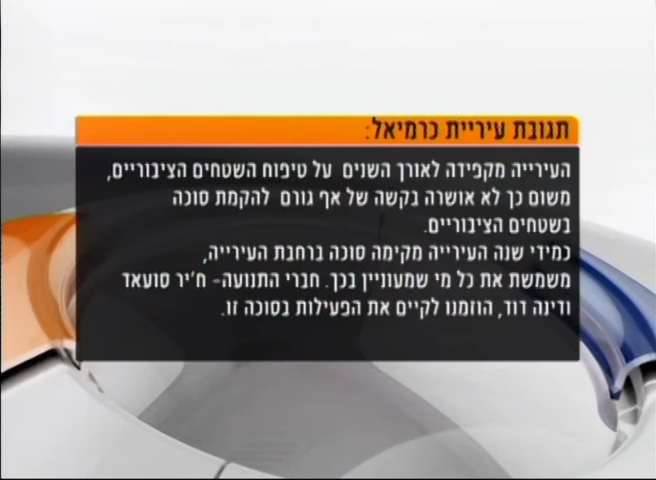 תגובת עיריית כרמיאל:
העירייה מקפידה לאורך השנים על טיפוח השטחים הציבוריים,
משום כך לא אושרה בקשה של אף גורם להקמת סוכה
בשטחים הציבוריים.
כמידי שנה העירייה מקימה סוכה ברחבת העירייה,
משמשת את כל מי שמעוניין בכך. חברי התנועה- ח'יר סועאד
ודינה דוד, הוזמנו לקיים את הפעילות בסוכה זו.